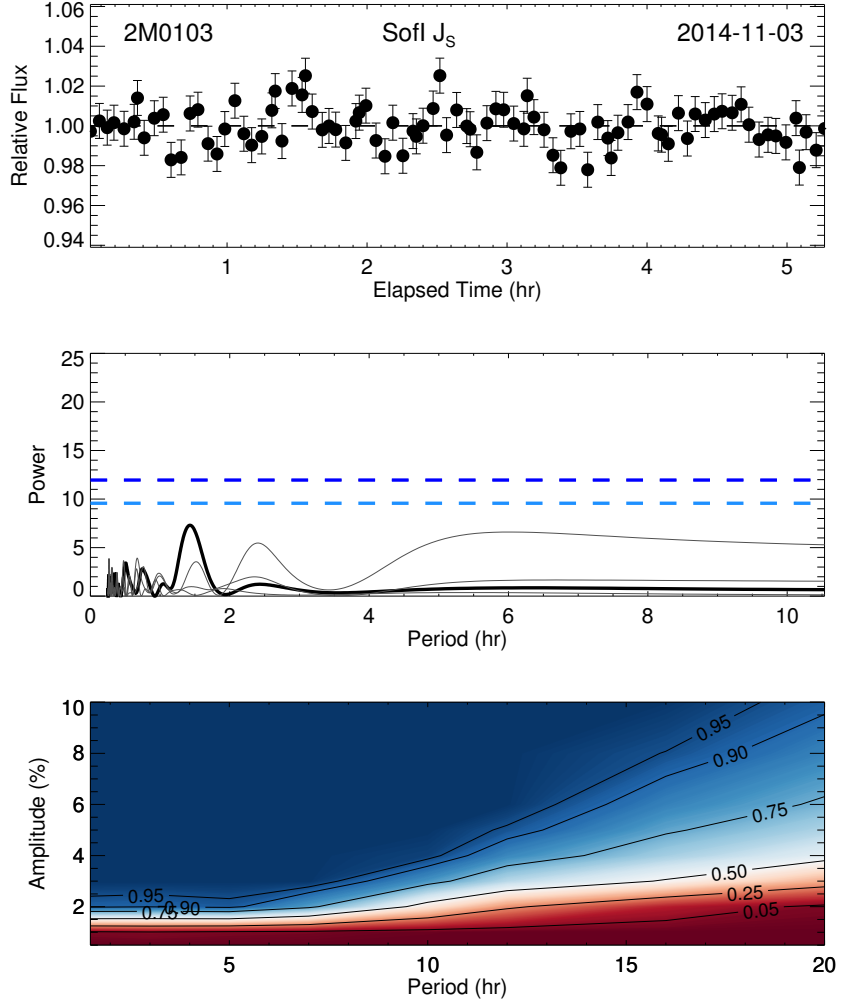 2M0103 SofI J_S 2014-11-03
Relative Flux
1.06
1.04
1.02
1.00
0.98
0.96
0.94
1 2 3 4 5
Elapsed Time (hr)
Power
25
20
15
10
5
0
0 2 4 6 8 10
Period (hr)
Amplitude (%)
10
8
6
4
2
0.95
0.90
0.75
0.50
0.25
0.05
0.95
0.90
0.75
5 10 15 20
Period (hr)